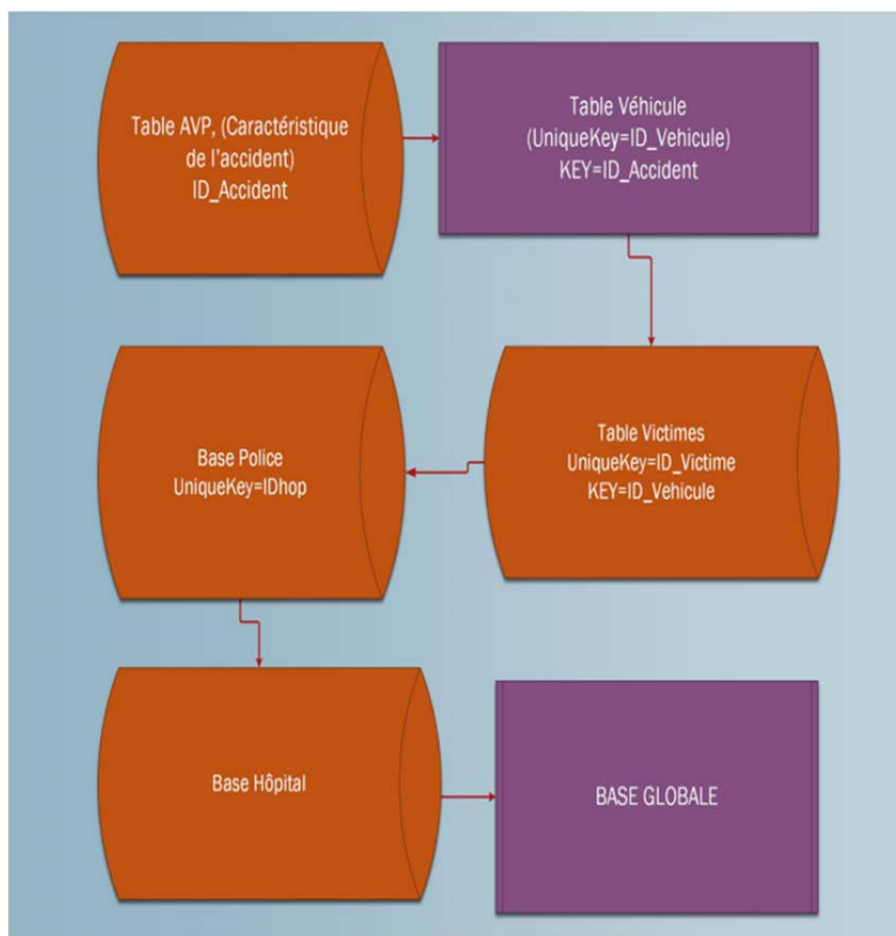 Table AVP, (Caractéristique
de l'accident)
ID_Accident
Table Véhicule
(UniqueKey=ID_Vehicule)
KEY=ID_Accident
Table Victimes
UniqueKey=ID_Victime
KEY=ID_Vehicule
Base Police
UniqueKey=IDhop
Base Hôpital
BASE GLOBALE